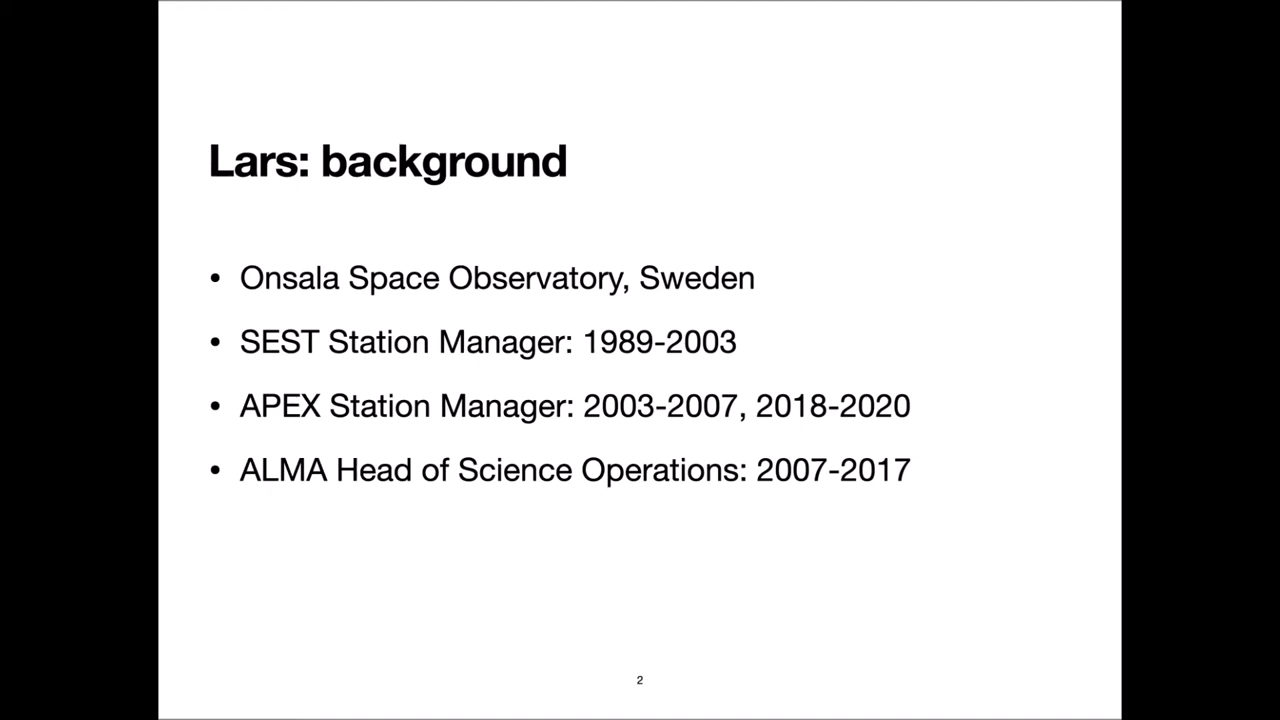 Lars: background
• Onsala Space Observatory, Sweden
• SEST Station Manager: 1989-2003
• APEX Station Manager: 2003-2007, 2018-2020
• ALMA Head of Science Operations: 2007-2017
2